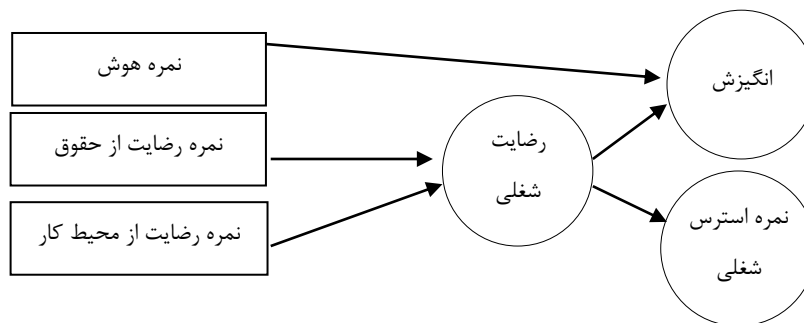 نمره هوش
نمره رضایت از حقوق
نمره رضایت از محیط کار
رضایت
شغلی
انگیزش
نمره استرس
شغلی